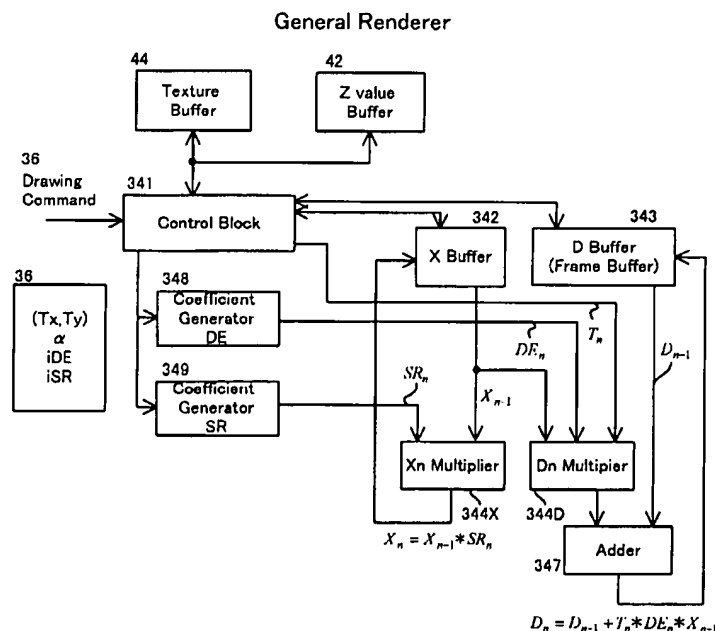 General Renderer
44
42
Texture
Buffer
Z value
Buffer
36
Drawing
Command
341
Control Block
342
X Buffer
343
D Buffer
(Frame Buffer)
36
(Tx,Ty)
α
iDE
iSR
348
Coefficient
Generator
DE
DEn
Tn
Dn-1
349
Coefficient
Generator
SR
SRn
Xn-1
Xn Multiplier
Dn Multipier
344X
344D
Xn = Xn-1*SRn
Adder
347
Dn = Dn-1 + Tn*DEn*Xn-1